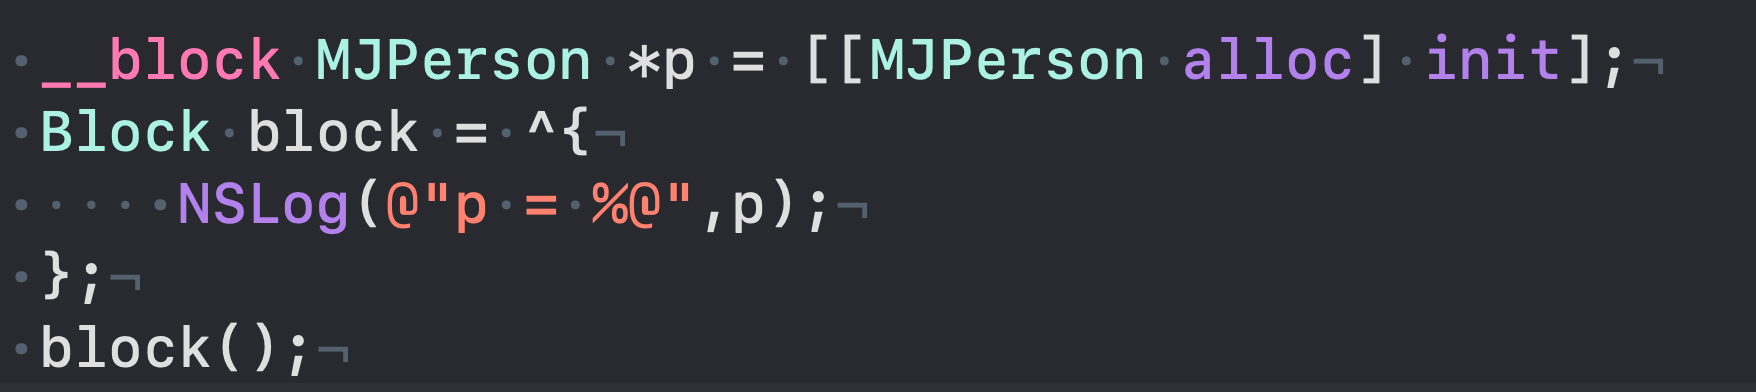 __block MJPerson *p = [[MJPerson alloc] init];
Block block = ^{
    NSLog(@"p = %@",p);
};
block();